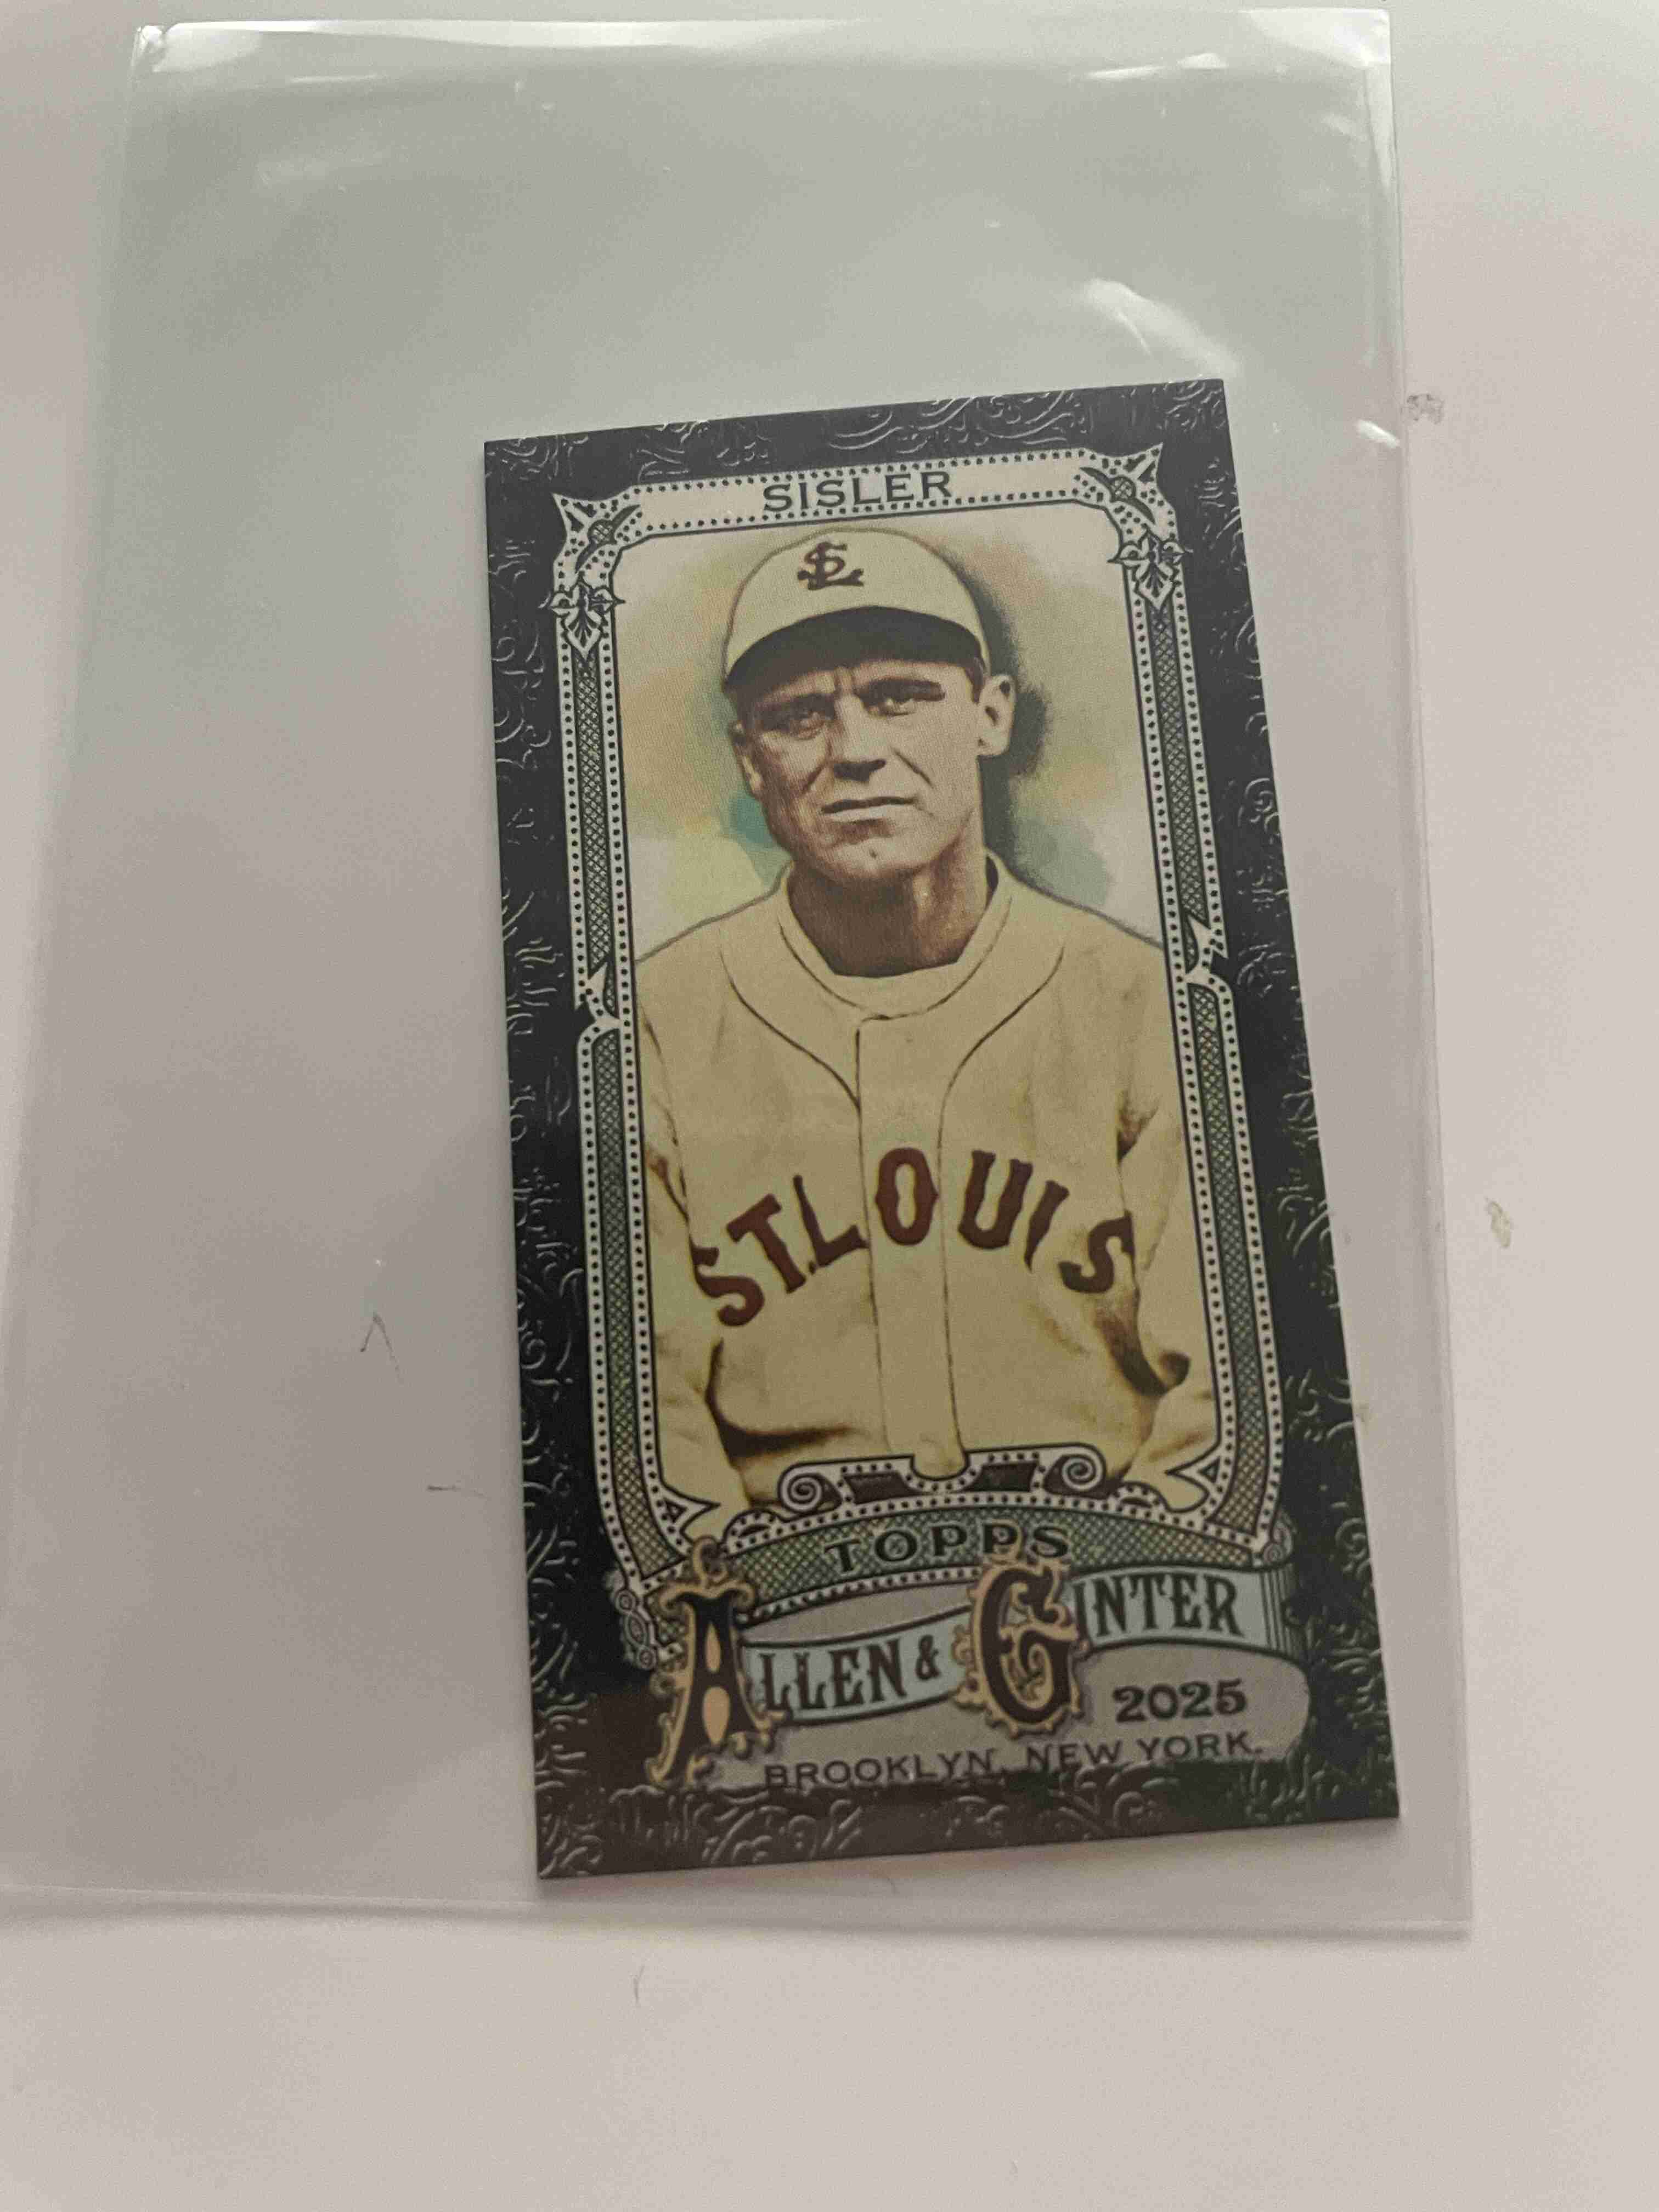 SISLER
SL
ST.LOUIS
TOPPS
ALLEN & GINTER
2025
BROOKLYN, NEW YORK.